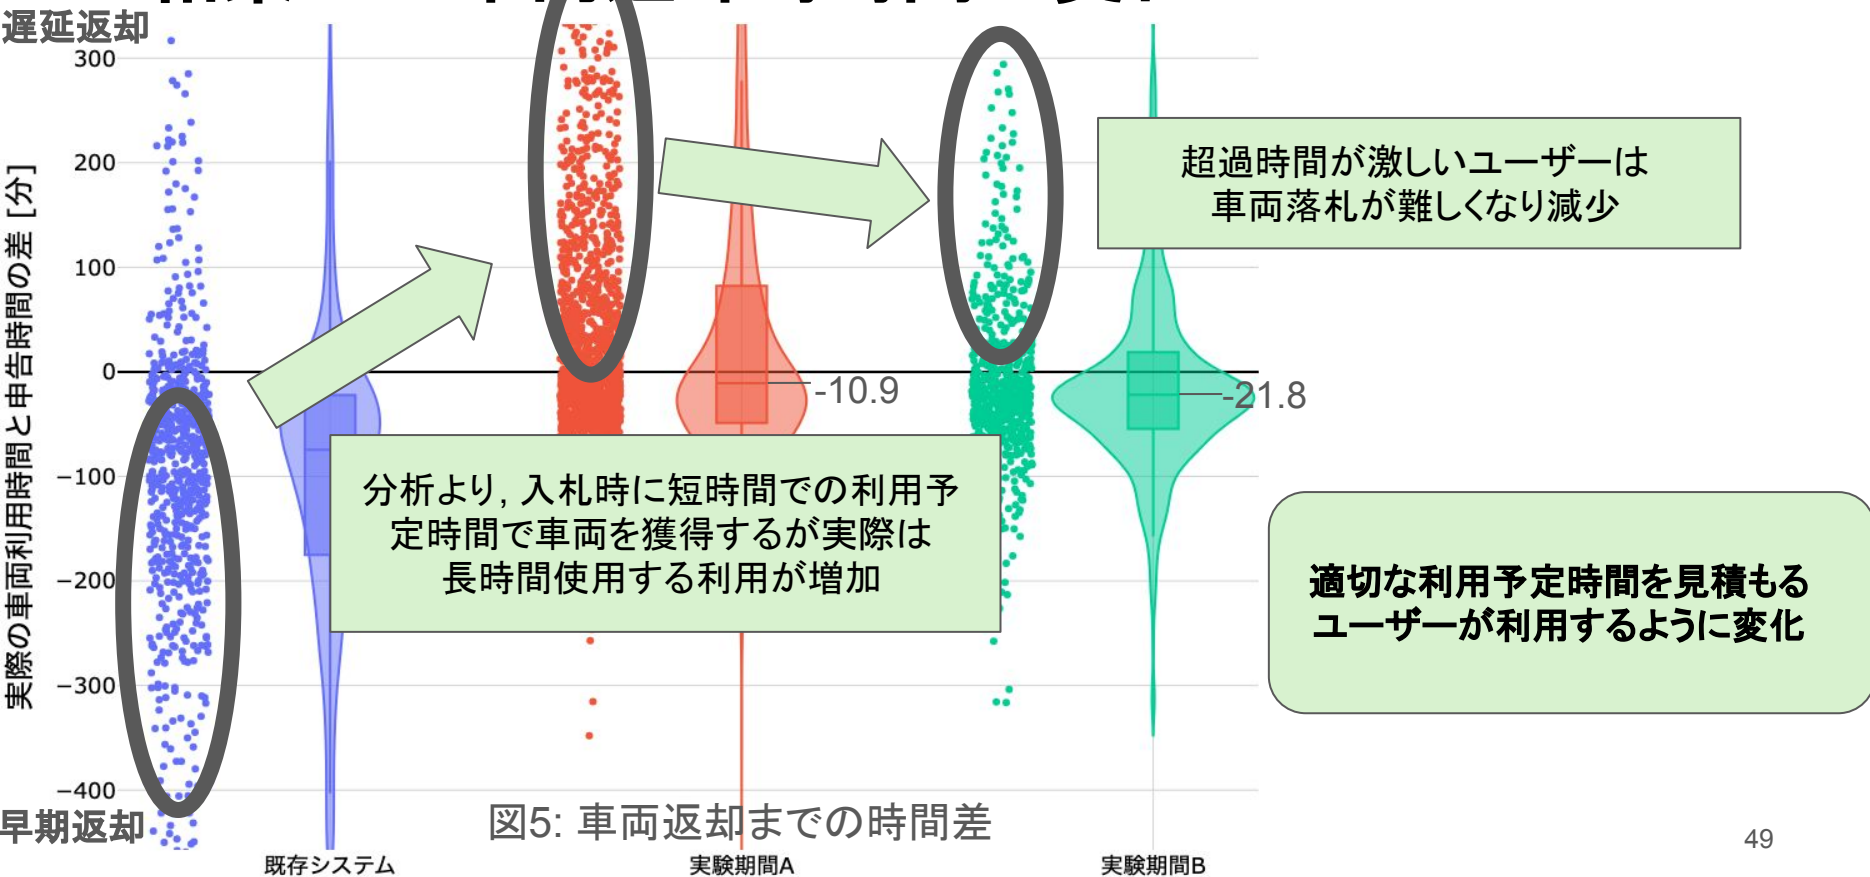 遅延返却
300
200
100
0
−100
−200
−300
−400
実際の車両利用時間と申告時間の差 [分]
早期返却
超過時間が激しいユーザーは
車両落札が難しくなり減少
-10.9
-21.8
分析より, 入札時に短時間での利用予
定時間で車両を獲得するが実際は
長時間使用する利用が増加
適切な利用予定時間を見積もる
ユーザーが利用するように変化
図5: 車両返却までの時間差
既存システム
実験期間A
実験期間B
49